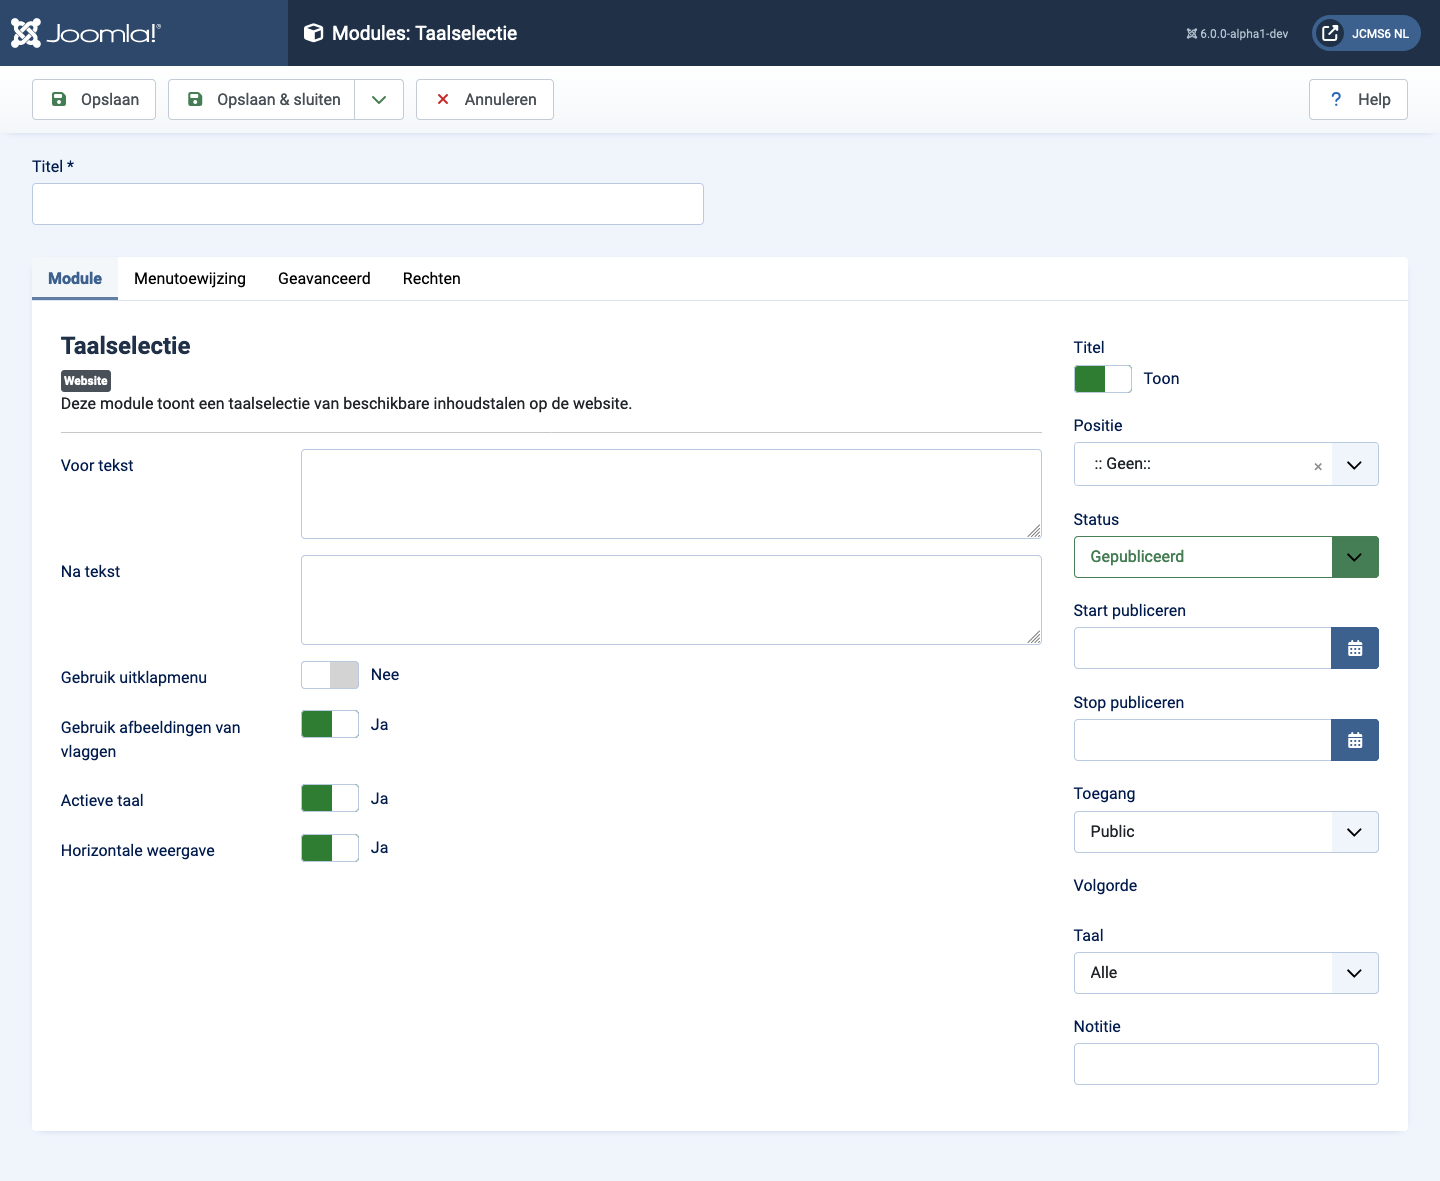 Joomla!®
Modules: Taalselectie
6.0.0-alpha1-dev
JCMS6 NL
Opslaan
Opslaan & sluiten
Annuleren
? Help
Titel *
Module
Menutoewijzing
Geavanceerd
Rechten
Taalselectie
Website
Deze module toont een taalselectie van beschikbare inhoudstalen op de website.
Voor tekst
Na tekst
Gebruik uitklapmenu
Nee
Gebruik afbeeldingen van
vlaggen
Ja
Actieve taal
Ja
Horizontale weergave
Ja
Titel
Toon
Positie
:: Geen::
×
Status
Gepubliceerd
Start publiceren
Stop publiceren
Toegang
Public
Volgorde
Taal
Alle
Notitie